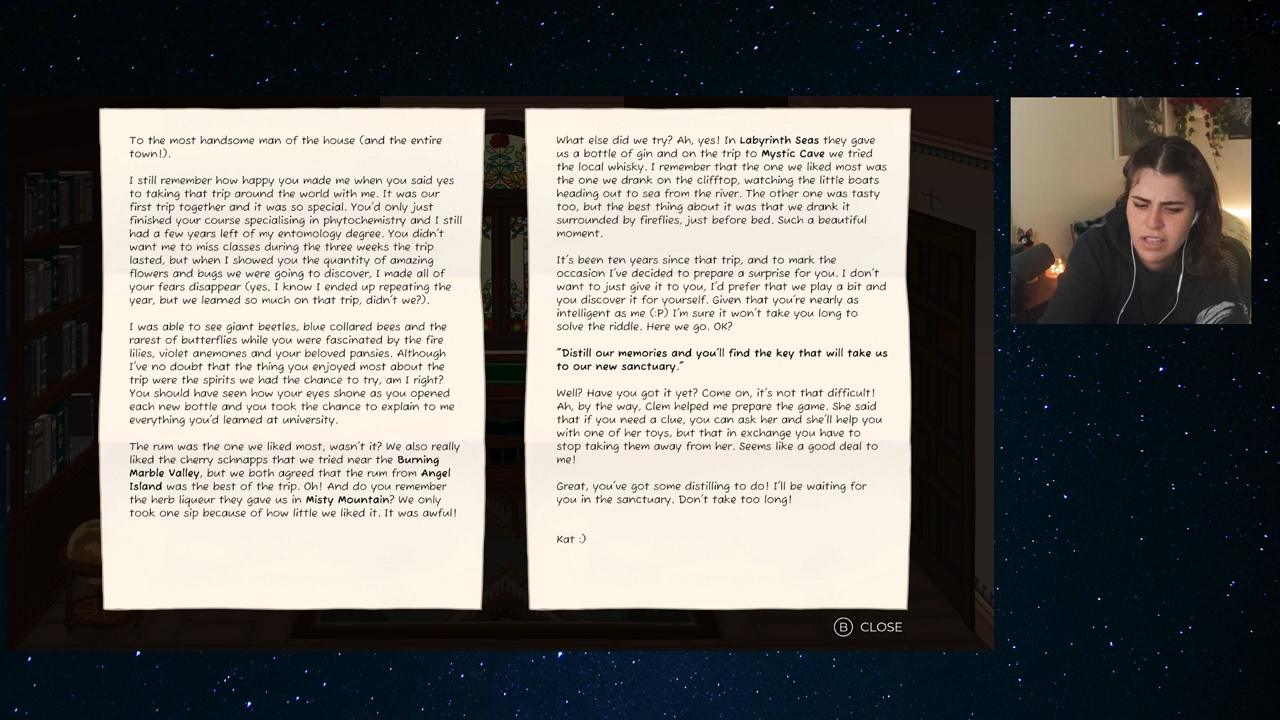 To the most handsome man of the house (and the entire
town!).
I still remember how happy you made me when you said yes
to taking that trip around the world with me. It was our
first trip together and it was so special. You'd only just
finished your course specialising in phytochemistry and I still
had a few years left of my entomology degree. You didn't
want me to miss classes during the three weeks the trip
lasted, but when I showed you the quantity of amazing
flowers and bugs we were going to discover, I made all of
your fears disappear (yes, I know I ended up repeating the
year, but we learned so much on that trip, didn't we?).
I was able to see giant beetles, blue collared bees and the
rarest of butterflies while you were fascinated by the fire
lilies, violet anemones and your beloved pansies. Although
I've no doubt that the thing you enjoyed most about the
trip were the spirits we had the chance to try, am I right?
You should have seen how your eyes shone as you opened
each new bottle and you took the chance to explain to me
everything you'd learned at university.
The rum was the one we liked most, wasn't it? We also really
liked the cherry schnapps that we tried near the Burning
Marble Valley, but we both agreed that the rum from Angel
Island was the best of the trip. Oh! And do you remember
the herb liqueur they gave us in Misty Mountain? We only
took one sip because of how little we liked it. It was awful!
What else did we try? Ah, yes! In Labyrinth Seas they gave
us a bottle of gin and on the trip to Mystic Cave we tried
the local whisky. I remember that the one we liked most was
the one we drank on the clifftop, watching the little boats
heading out to sea from the river. The other one was tasty
too, but the best thing about it was that we drank it
surrounded by fireflies, just before bed. Such a beautiful
moment.
It's been ten years since that trip, and to mark the
occasion I've decided to prepare a surprise for you. I don't
want to just give it to you, I'd prefer that we play a bit and
you discover it for yourself. Given that you're nearly as
intelligent as me (:P) I'm sure it won't take you long to
solve the riddle. Here we go. OK?
"Distill our memories and you'll find the key that will take us
to our new sanctuary."
Well? Have you got it yet? Come on, it's not that difficult!
Ah, by the way, Clem helped me prepare the game. She said
that if you need a clue, you can ask her and she'll help you
with one of her toys, but that in exchange you have to
stop taking them away from her. Seems like a good deal to
me!
Great, you've got some distilling to do! I'll be waiting for
you in the sanctuary. Don't take too long!
Kat :)
B CLOSE